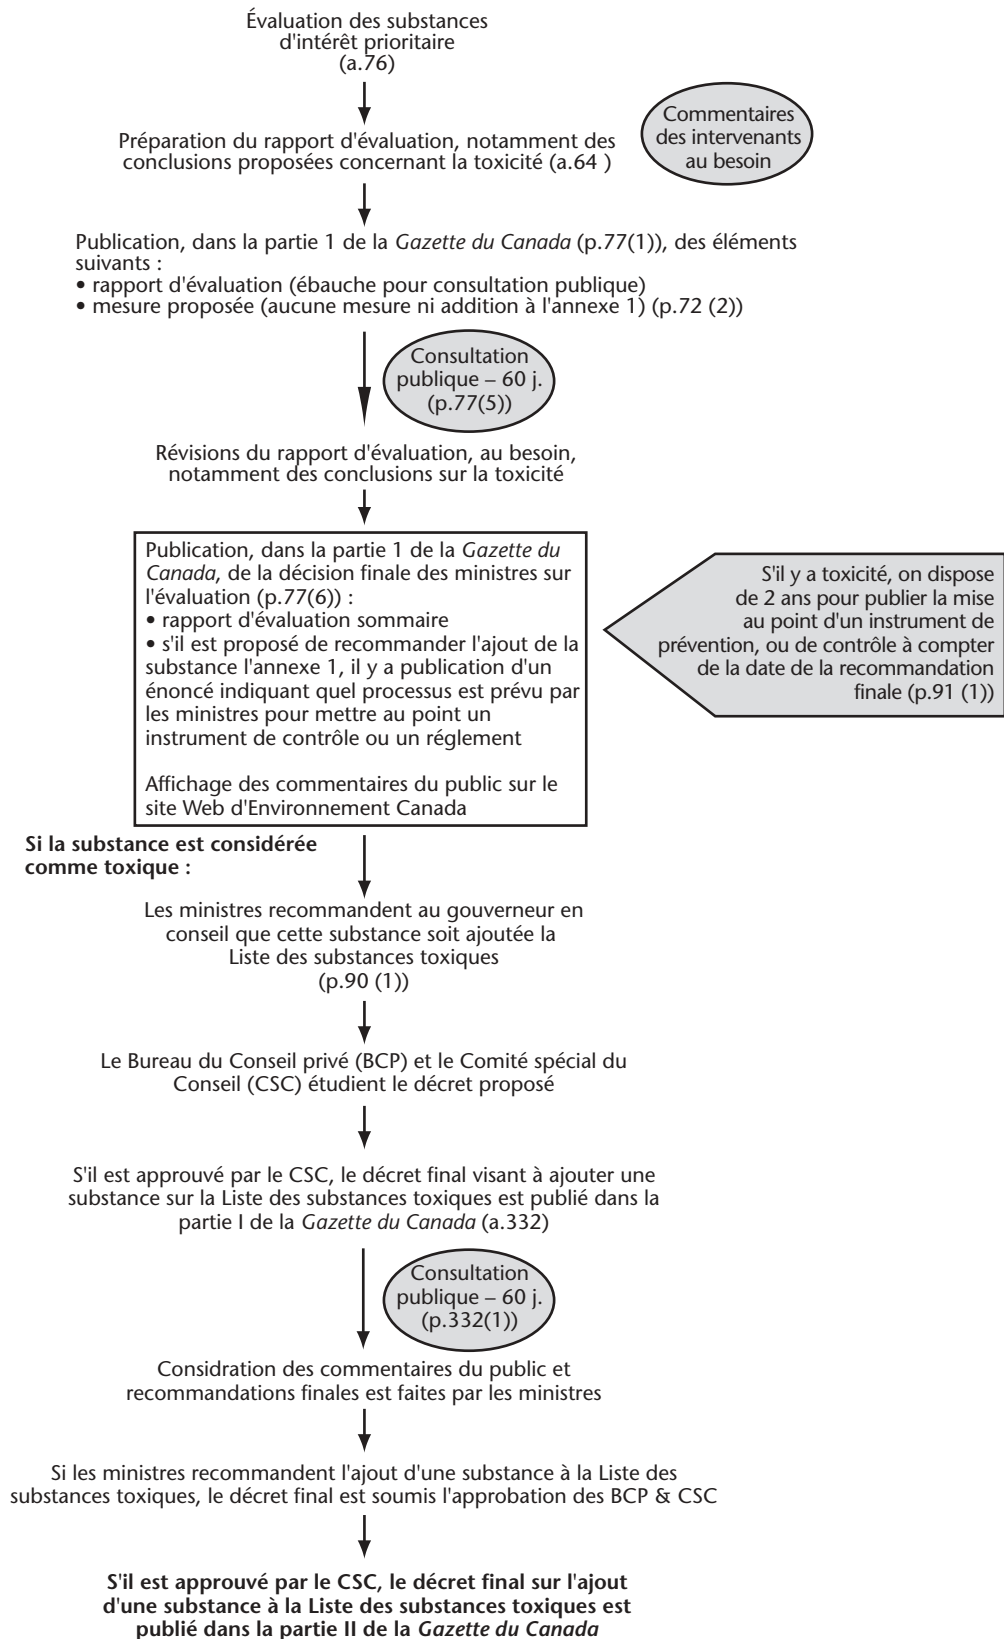 Évaluation des substances
d'intérêt prioritaire
(a.76)
Préparation du rapport d'évaluation, notamment des
conclusions proposées concernant la toxicité (a.64 )
Commentaires
des intervenants
au besoin
Publication, dans la partie 1 de la Gazette du Canada (p.77(1)), des éléments
suivants :
• rapport d'évaluation (ébauche pour consultation publique)
• mesure proposée (aucune mesure ni addition à l'annexe 1) (p.72 (2))
Consultation
publique – 60 j.
(p.77(5))
Révisions du rapport d'évaluation, au besoin,
notamment des conclusions sur la toxicité
Publication, dans la partie 1 de la Gazette du
Canada, de la décision finale des ministres sur
l'évaluation (p.77(6)) :
• rapport d'évaluation sommaire
• s'il est proposé de recommander l'ajout de la
substance l'annexe 1, il y a publication d'un
énoncé indiquant quel processus est prévu par
les ministres pour mettre au point un
instrument de contrôle ou un réglement
Affichage des commentaires du public sur le
site Web d'Environnement Canada
S'il y a toxicité, on dispose
de 2 ans pour publier la mise
au point d'un instrument de
prévention, ou de contrôle à compter
de la date de la recommandation
finale (p.91 (1))
Si la substance est considérée
comme toxique :
Les ministres recommandent au gouverneur en
conseil que cette substance soit ajoutée la
Liste des substances toxiques
(p.90 (1))
Le Bureau du Conseil privé (BCP) et le Comité spécial du
Conseil (CSC) étudient le décret proposé
S'il est approuvé par le CSC, le décret final visant à ajouter une
substance sur la Liste des substances toxiques est publié dans la
partie I de la Gazette du Canada (a.332)
Consultation
publique – 60 j.
(p.332(1))
Considration des commentaires du public et
recommandations finales est faites par les ministres
Si les ministres recommandent l'ajout d'une substance à la Liste des
substances toxiques, le décret final est soumis l'approbation des BCP & CSC
S'il est approuvé par le CSC, le décret final sur l'ajout
d'une substance à la Liste des substances toxiques est
publié dans la partie II de la Gazette du Canada